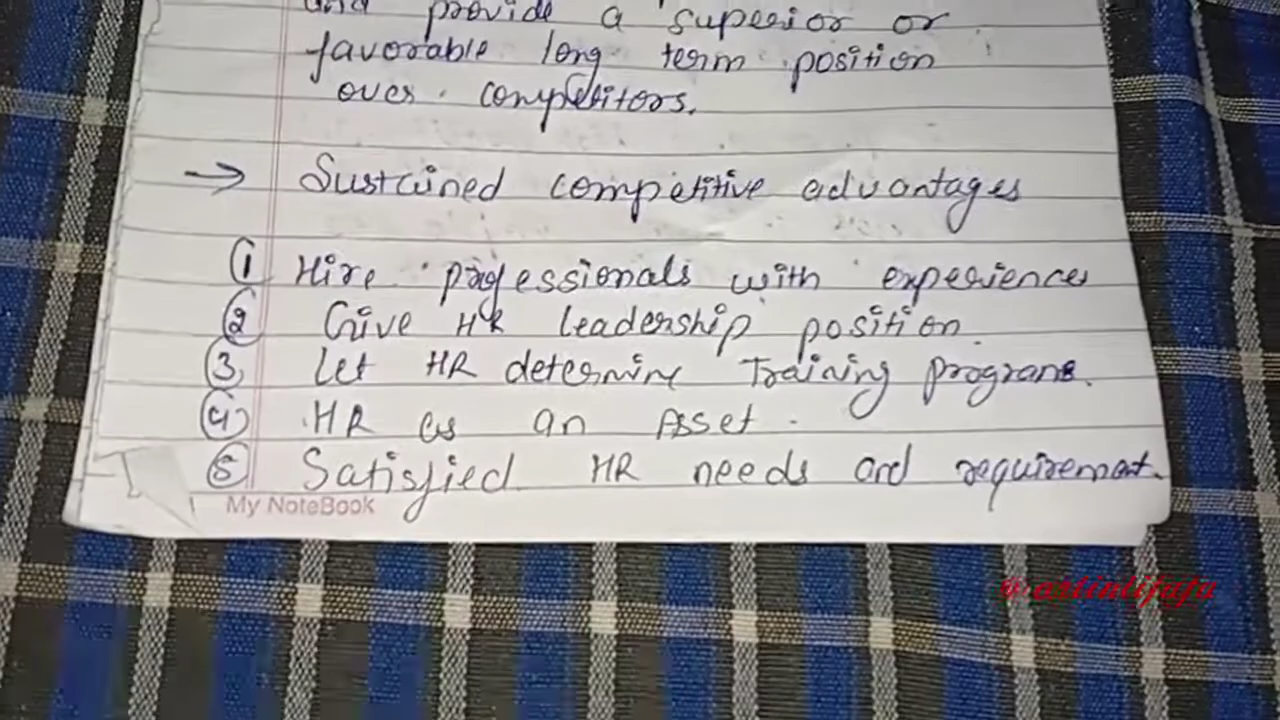 and provide a superior or
favorable long term position
over competitors.
→ Sustained competitive advantages
① Hire professionals with experiences
② Give HR leadership position.
③ Let HR determine Training programs.
④ HR as an Asset.
⑤ Satisfied HR needs and requirement.
My NoteBook